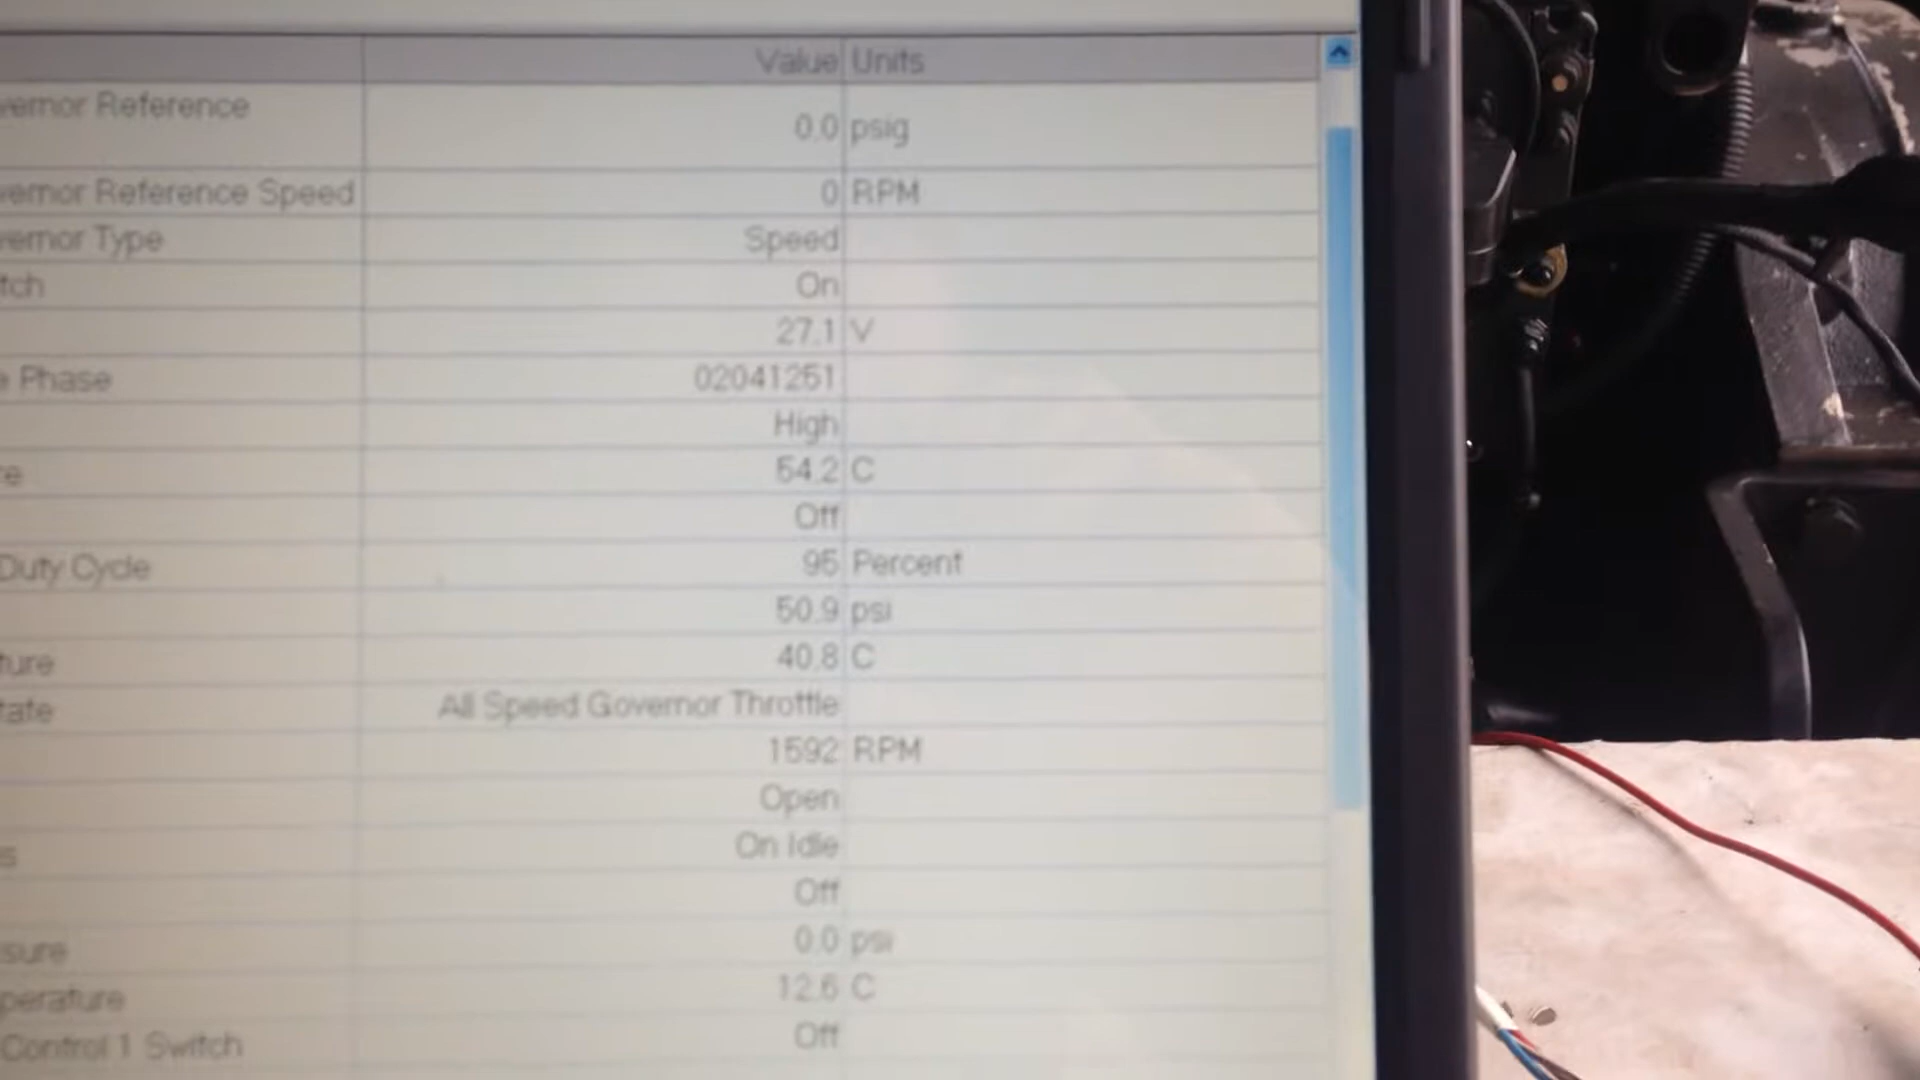 Value Units
vernor Reference
0.0 psig
vernor Reference Speed 0 RPM
vernor Type Speed
tch On
27.1 V
e Phase 02041251
High
re 54.2 C
Off
Duty Cycle 95 Percent
50.9 psi
ture 40.8 C
tate All Speed Governor Throttle
1592 RPM
Open
s On Idle
Off
sure 0.0 psi
perature 12.6 C
Control 1 Switch Off